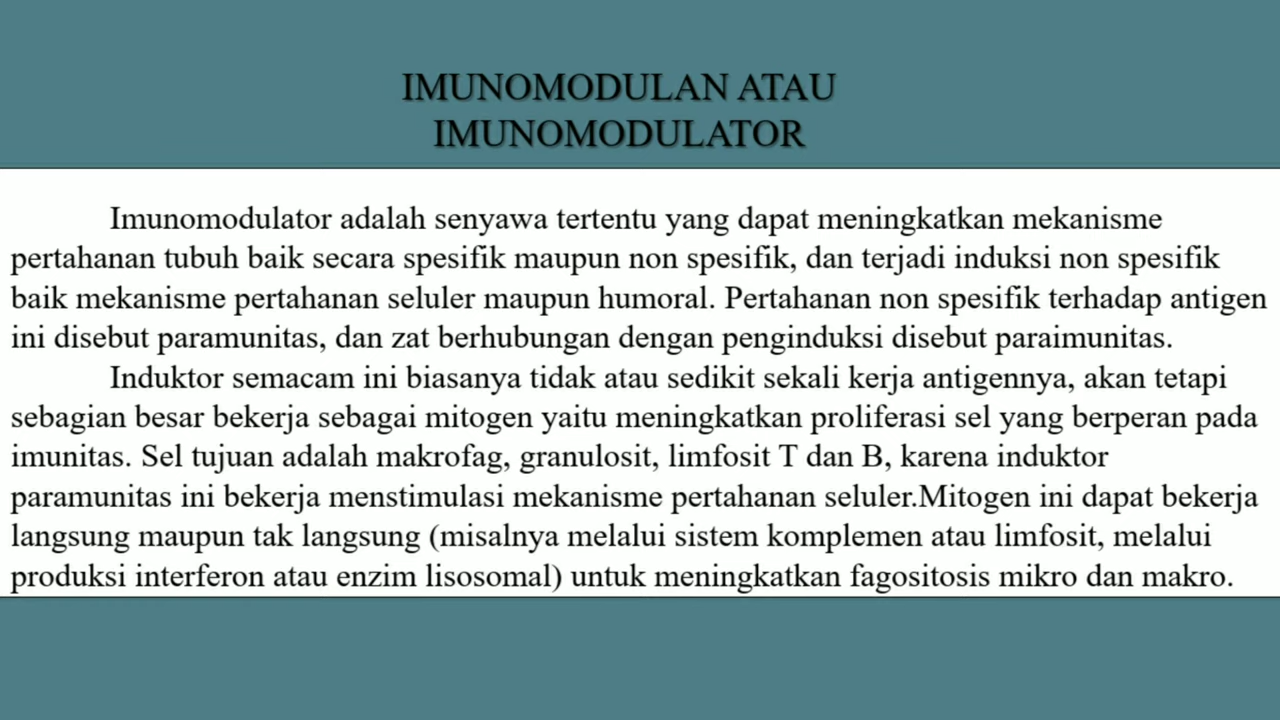 IMUNOMODULAN ATAU
IMUNOMODULATOR
Imunomodulator adalah senyawa tertentu yang dapat meningkatkan mekanisme
pertahanan tubuh baik secara spesifik maupun non spesifik, dan terjadi induksi non spesifik
baik mekanisme pertahanan seluler maupun humoral. Pertahanan non spesifik terhadap antigen
ini disebut paramunitas, dan zat berhubungan dengan penginduksi disebut paraimunitas.
Induktor semacam ini biasanya tidak atau sedikit sekali kerja antigennya, akan tetapi
sebagian besar bekerja sebagai mitogen yaitu meningkatkan proliferasi sel yang berperan pada
imunitas. Sel tujuan adalah makrofag, granulosit, limfosit T dan B, karena induktor
paramunitas ini bekerja menstimulasi mekanisme pertahanan seluler.Mitogen ini dapat bekerja
langsung maupun tak langsung (misalnya melalui sistem komplemen atau limfosit, melalui
produksi interferon atau enzim lisosomal) untuk meningkatkan fagositosis mikro dan makro.